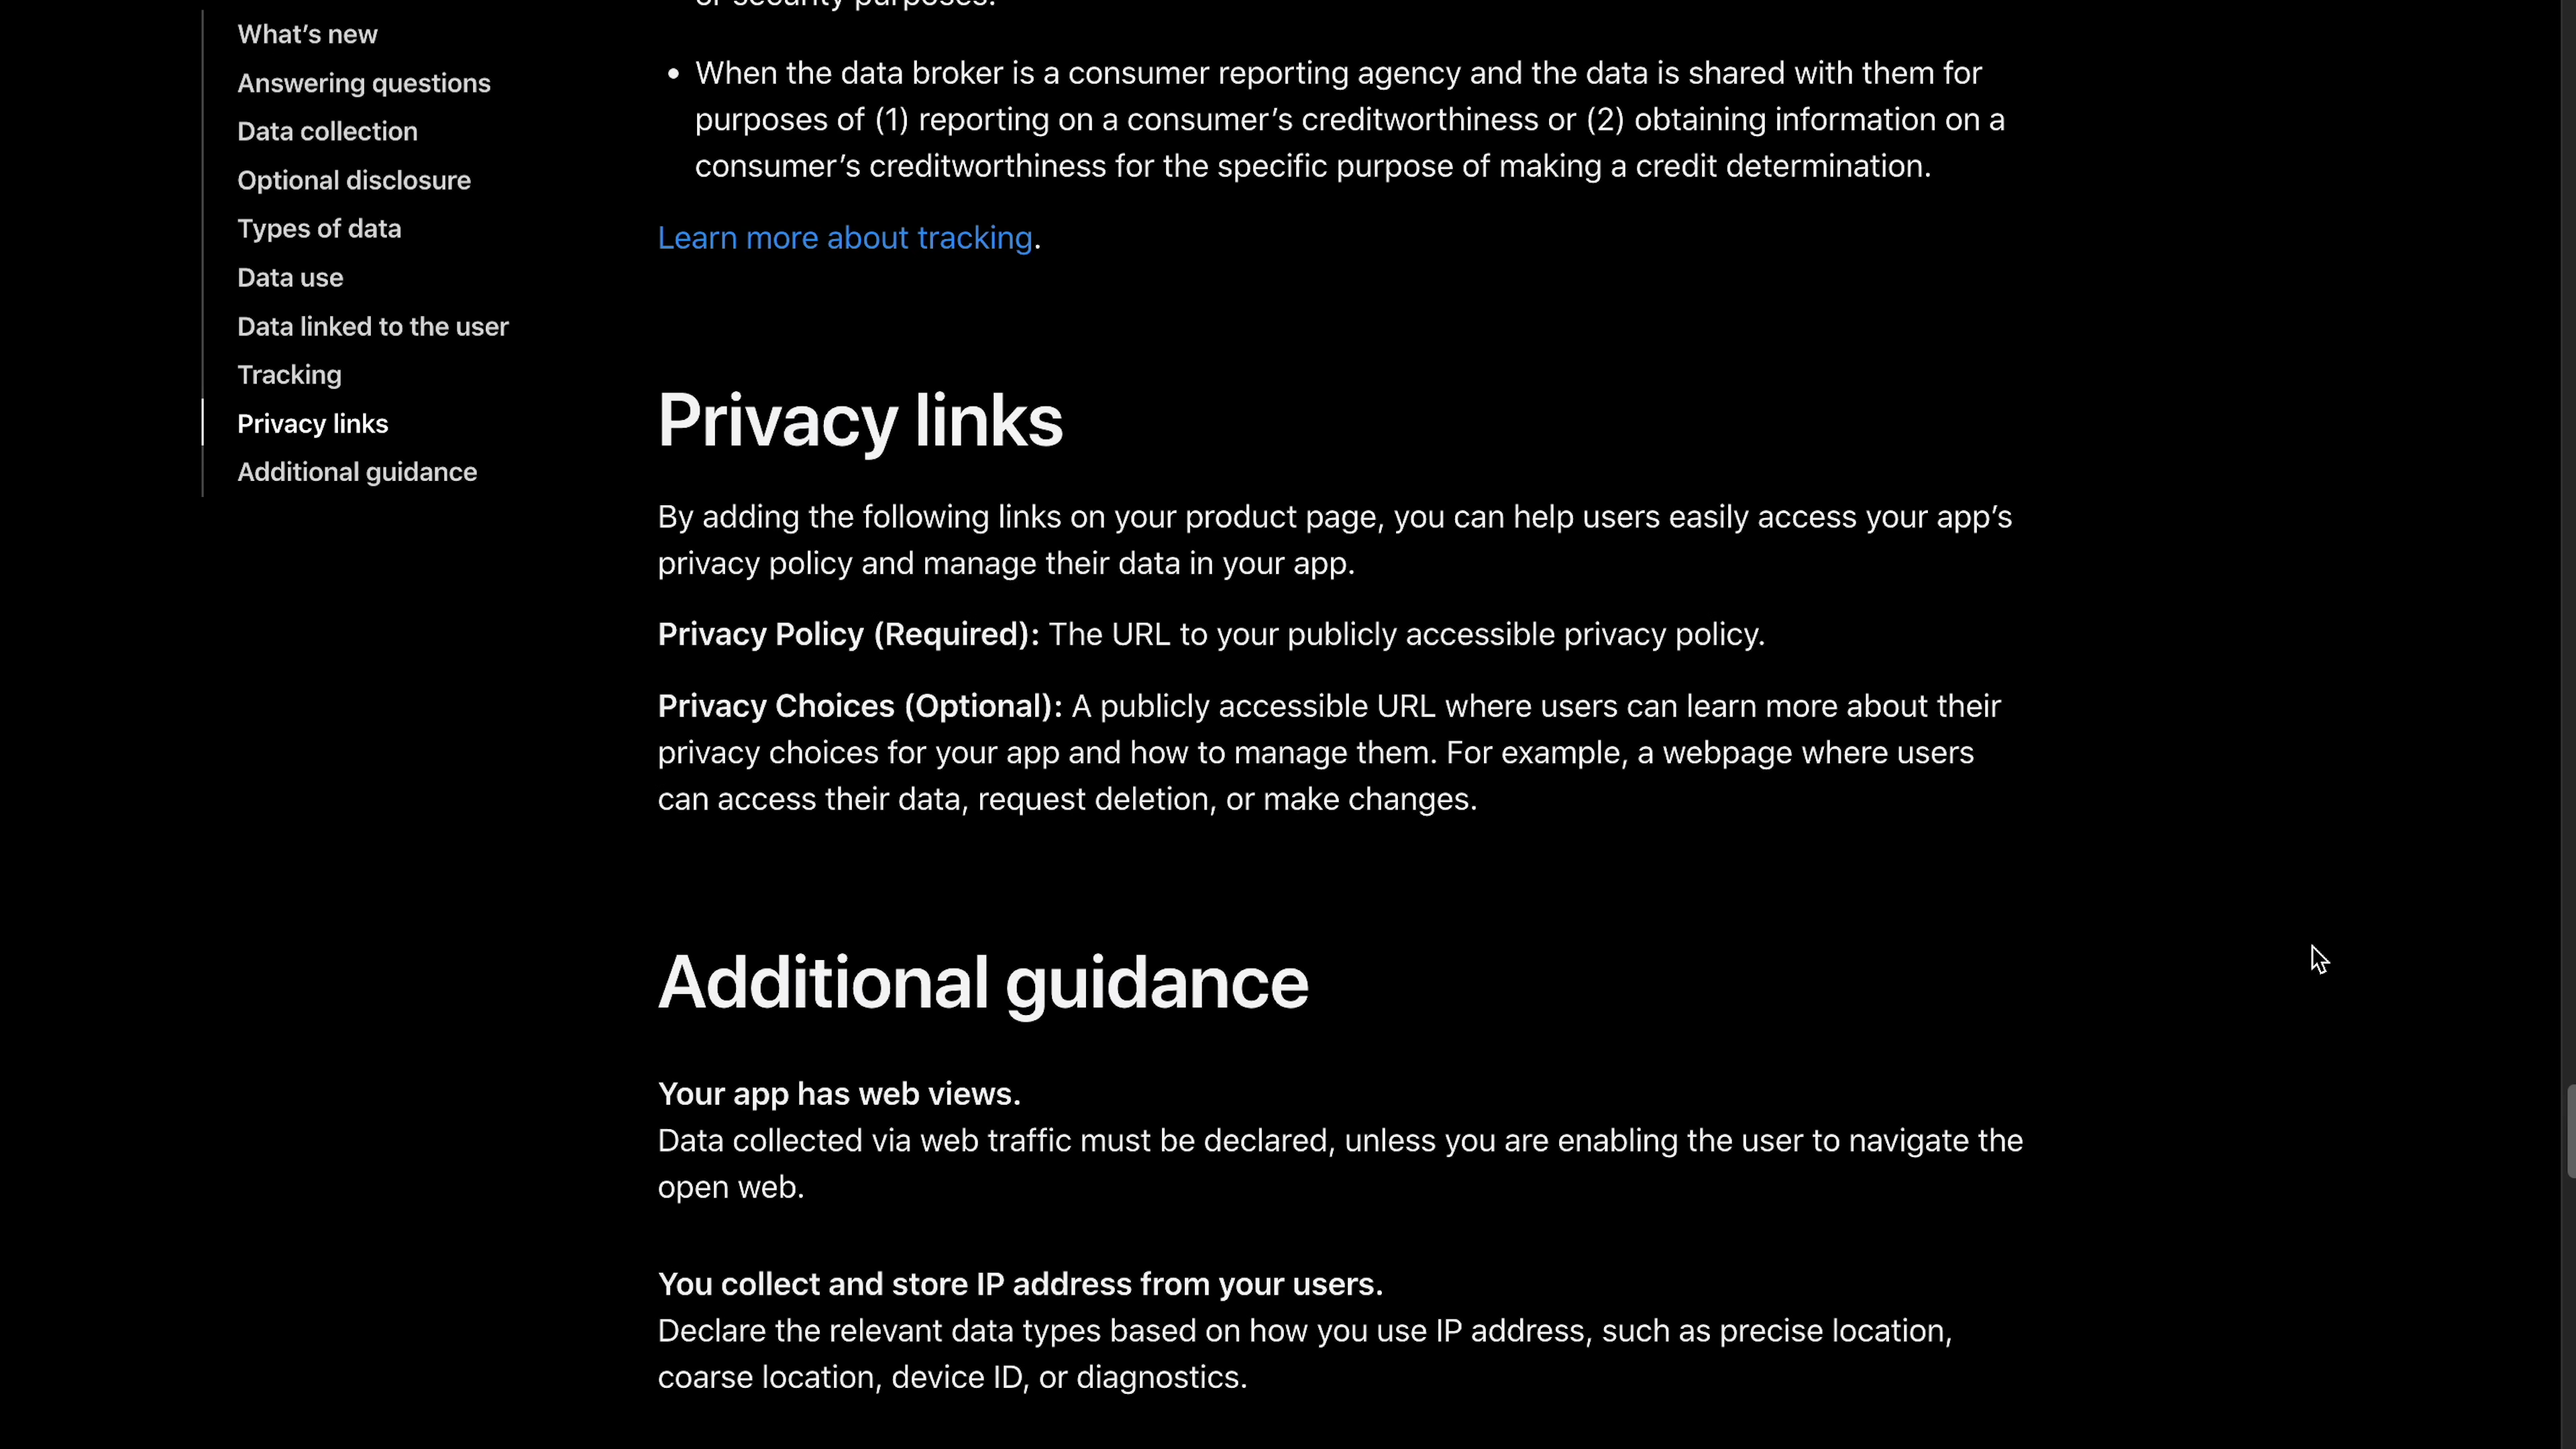 What’s new
Answering questions
Data collection
Optional disclosure
Types of data
Data use
Data linked to the user
Tracking
Privacy links
Additional guidance
or security purposes.
• When the data broker is a consumer reporting agency and the data is shared with them for
purposes of (1) reporting on a consumer’s creditworthiness or (2) obtaining information on a
consumer’s creditworthiness for the specific purpose of making a credit determination.
Learn more about tracking.
Privacy links
By adding the following links on your product page, you can help users easily access your app’s
privacy policy and manage their data in your app.
Privacy Policy (Required): The URL to your publicly accessible privacy policy.
Privacy Choices (Optional): A publicly accessible URL where users can learn more about their
privacy choices for your app and how to manage them. For example, a webpage where users
can access their data, request deletion, or make changes.
Additional guidance
Your app has web views.
Data collected via web traffic must be declared, unless you are enabling the user to navigate the
open web.
You collect and store IP address from your users.
Declare the relevant data types based on how you use IP address, such as precise location,
coarse location, device ID, or diagnostics.